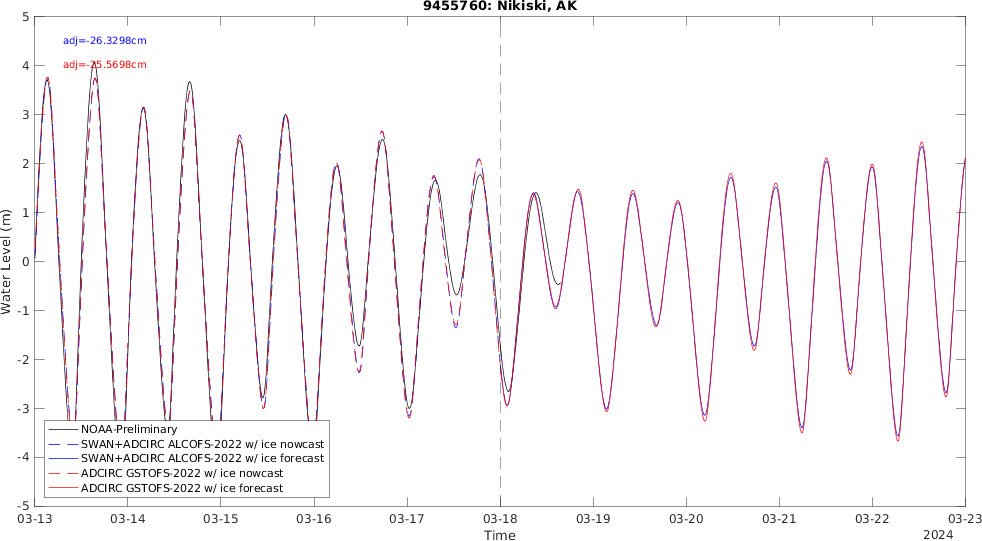 9455760: Nikiski, AK
adj=-26.3298cm
adj=-25.5698cm
Water Level (m)
5
4
3
2
1
0
-1
-2
-3
-4
-5
NOAA-Preliminary
SWAN+ADCIRC ALCOFS-2022 w/ ice nowcast
SWAN+ADCIRC ALCOFS-2022 w/ ice forecast
ADCIRC GSTOFS-2022 w/ ice nowcast
ADCIRC GSTOFS-2022 w/ ice forecast
03-13 03-14 03-15 03-16 03-17 03-18 03-19 03-20 03-21 03-22 03-23
Time
2024